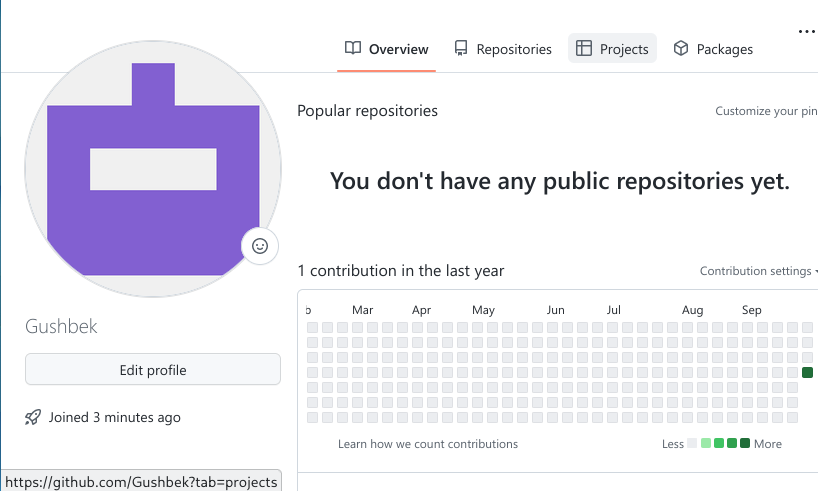 Overview Repositories Projects Packages
Popular repositories Customize your pin
You don't have any public repositories yet.
1 contribution in the last year Contribution settings
b Mar Apr May Jun Jul Aug Sep
Learn how we count contributions Less More
Gushbek
Edit profile
Joined 3 minutes ago
https://github.com/Gushbek?tab=projects